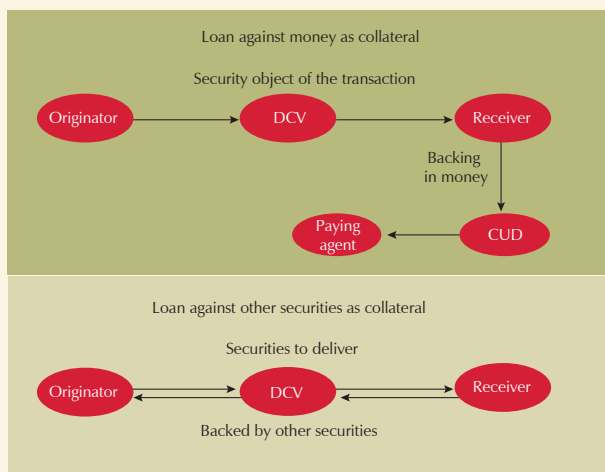 Loan against money as collateral
Security object of the transaction
Originator
DCV
Receiver
Backing
in money
Paying
agent
CUD
Loan against other securities as collateral
Securities to deliver
Originator
DCV
Receiver
Backed by other securities